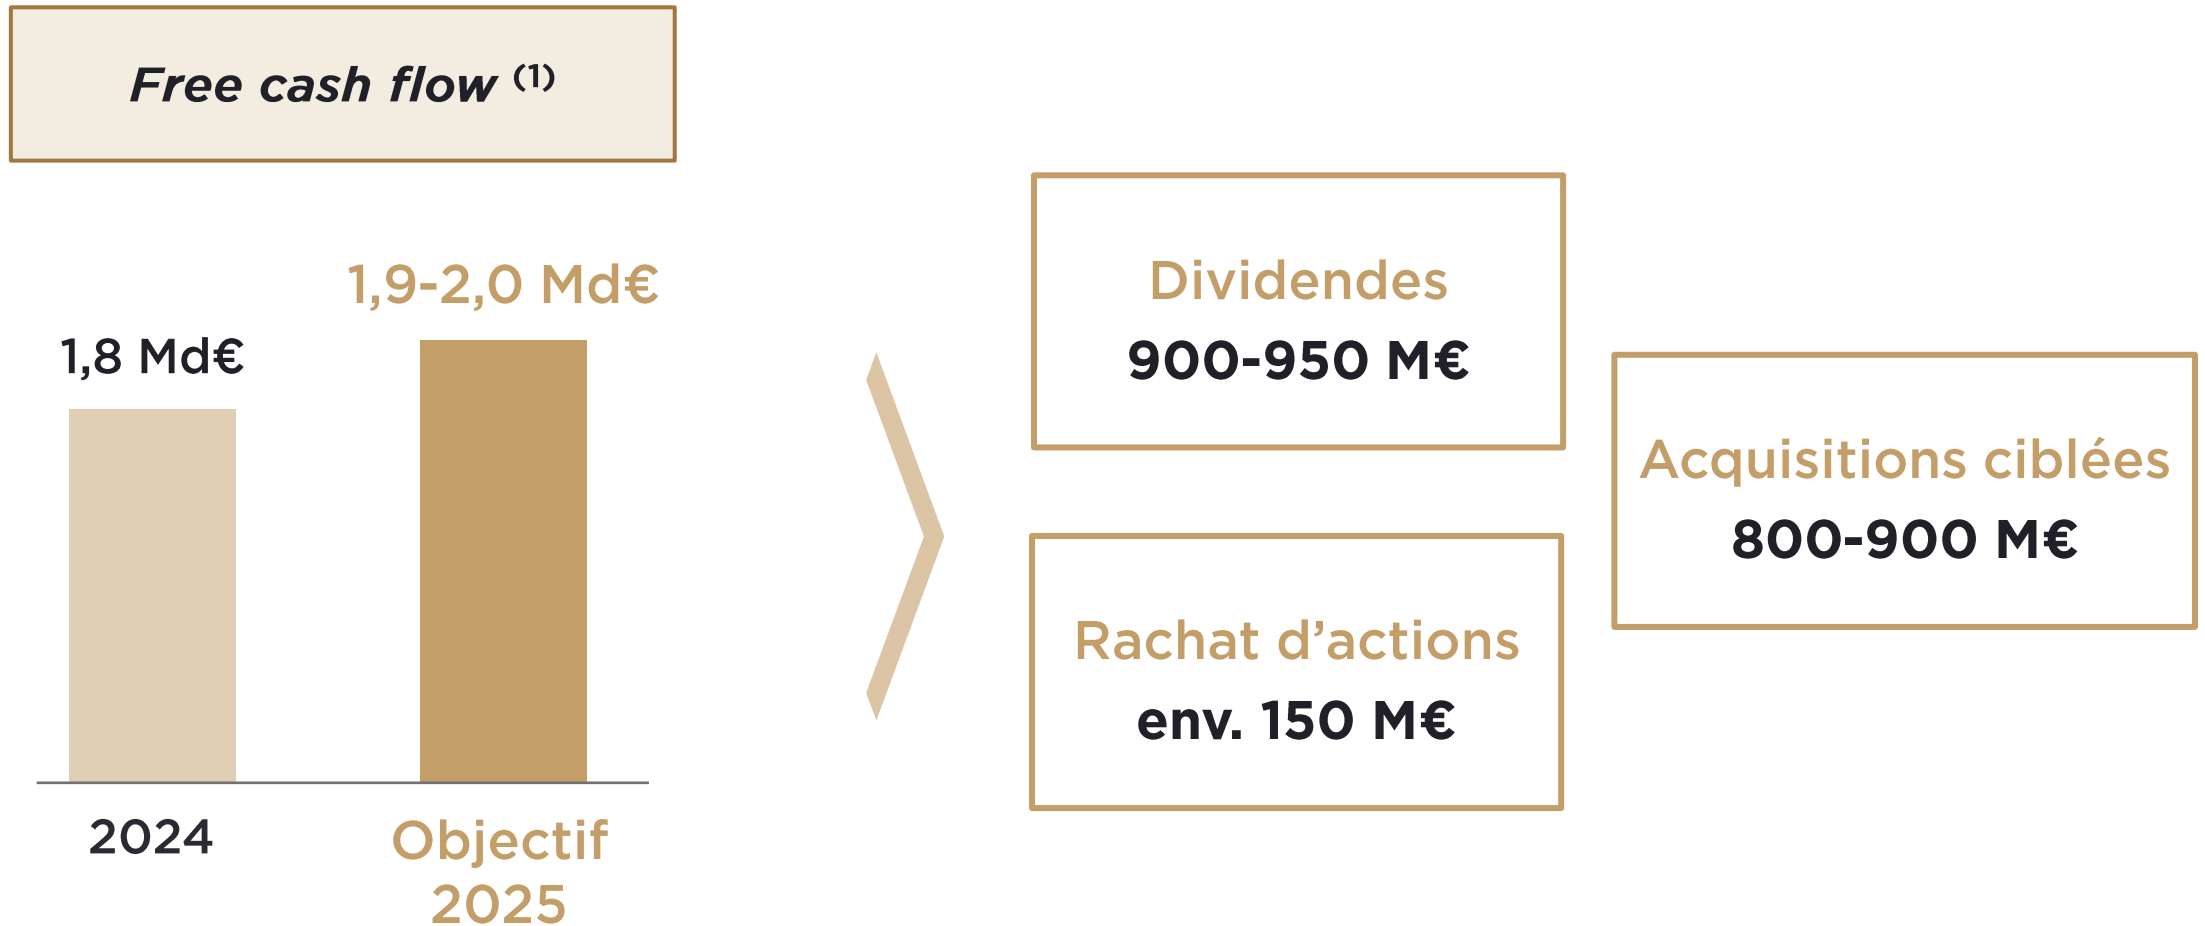 Free cash flow (1)
1,9-2,0 Md€
1,8 Md€
2024
Objectif
2025
Dividendes
900-950 M€
Rachat d’actions
env. 150 M€
Acquisitions ciblées
800-900 M€